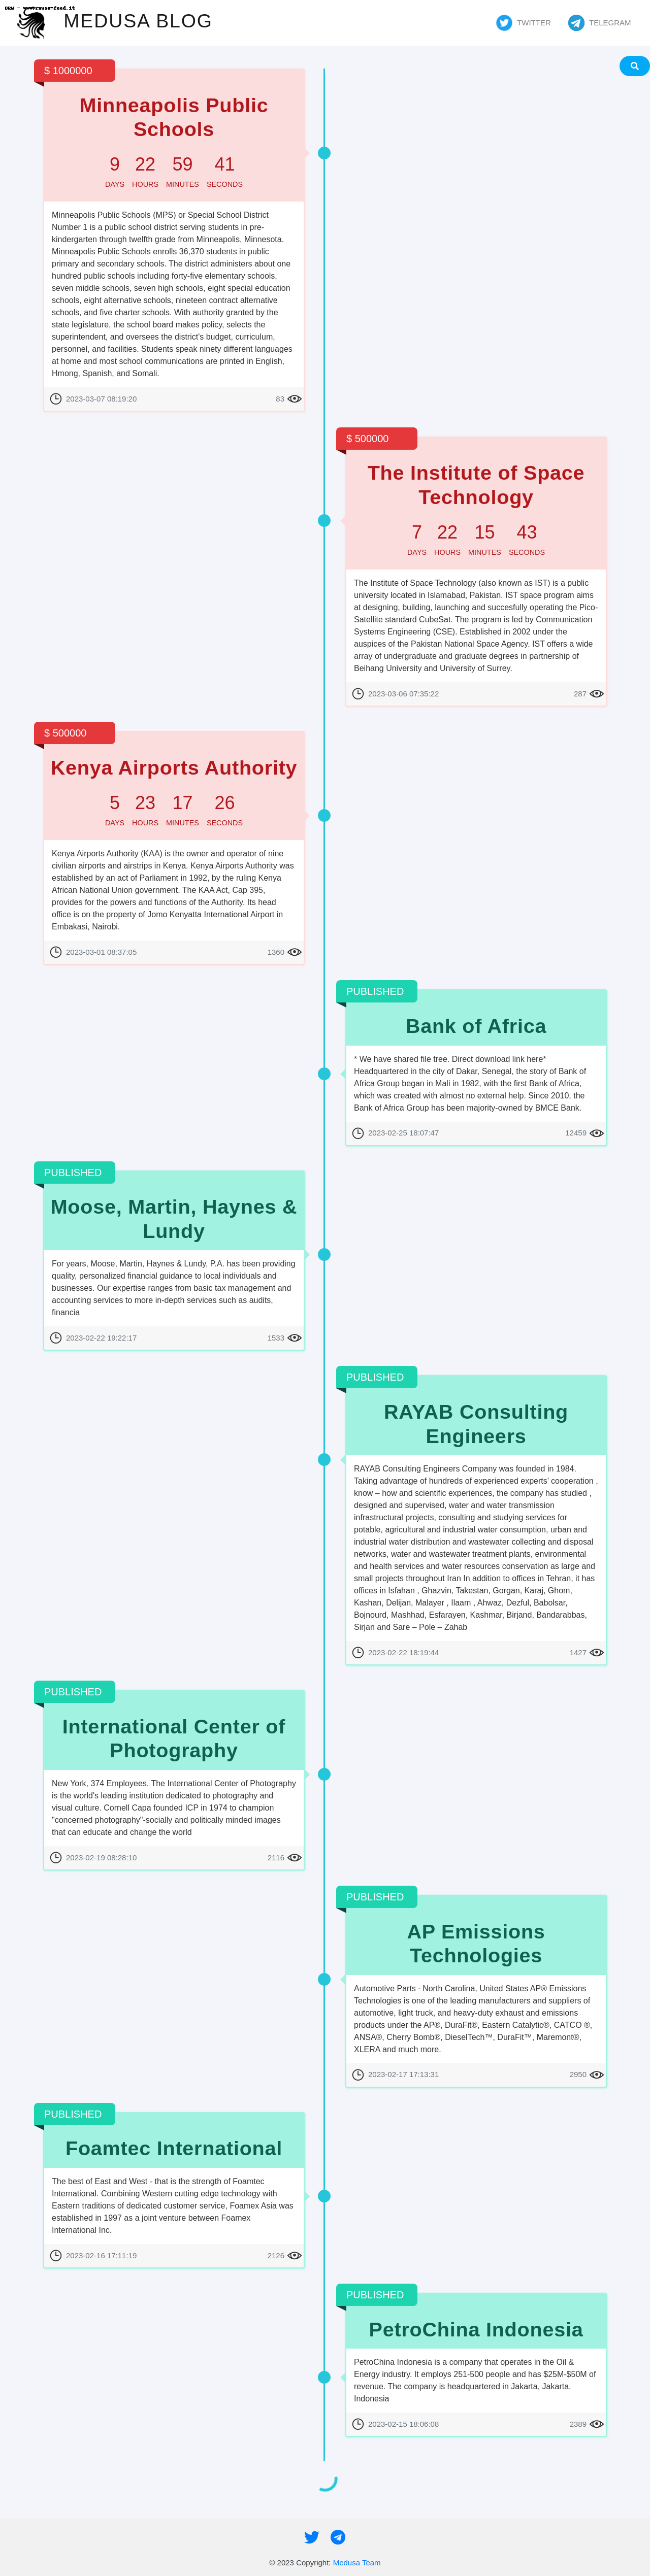 MEDUSA BLOG
TWITTER
TELEGRAM
$ 1000000
Minneapolis Public
Schools
9 22 59 41
DAYS HOURS MINUTES SECONDS
Minneapolis Public Schools (MPS) or Special School District
Number 1 is a public school district serving students in pre-
kindergarten through twelfth grade from Minneapolis, Minnesota.
Minneapolis Public Schools enrolls 36,370 students in public
primary and secondary schools. The district administers about one
hundred public schools including forty-five elementary schools,
seven middle schools, seven high schools, eight special education
schools, eight alternative schools, nineteen contract alternative
schools, and five charter schools. With authority granted by the
state legislature, the school board makes policy, selects the
superintendent, and oversees the district's budget, curriculum,
personnel, and facilities. Students speak ninety different languages
at home and most school communications are printed in English,
Hmong, Spanish, and Somali.
2023-03-07 08:19:20 83
$ 500000
The Institute of Space
Technology
7 22 15 43
DAYS HOURS MINUTES SECONDS
The Institute of Space Technology (also known as IST) is a public
university located in Islamabad, Pakistan. IST space program aims
at designing, building, launching and succesfully operating the Pico-
Satellite standard CubeSat. The program is led by Communication
Systems Engineering (CSE). Established in 2002 under the
auspices of the Pakistan National Space Agency. IST offers a wide
array of undergraduate and graduate degrees in partnership of
Beihang University and University of Surrey.
2023-03-06 07:35:22 287
$ 500000
Kenya Airports Authority
5 23 17 26
DAYS HOURS MINUTES SECONDS
Kenya Airports Authority (KAA) is the owner and operator of nine
civilian airports and airstrips in Kenya. Kenya Airports Authority was
established by an act of Parliament in 1992, by the ruling Kenya
African National Union government. The KAA Act, Cap 395,
provides for the powers and functions of the Authority. Its head
office is on the property of Jomo Kenyatta International Airport in
Embakasi, Nairobi.
2023-03-01 08:37:05 1360
PUBLISHED
Bank of Africa
* We have shared file tree. Direct download link here*
Headquartered in the city of Dakar, Senegal, the story of Bank of
Africa Group began in Mali in 1982, with the first Bank of Africa,
which was created with almost no external help. Since 2010, the
Bank of Africa Group has been majority-owned by BMCE Bank.
2023-02-25 18:07:47 12459
PUBLISHED
Moose, Martin, Haynes &
Lundy
For years, Moose, Martin, Haynes & Lundy, P.A. has been providing
quality, personalized financial guidance to local individuals and
businesses. Our expertise ranges from basic tax management and
accounting services to more in-depth services such as audits,
financia
2023-02-22 19:22:17 1533
PUBLISHED
RAYAB Consulting
Engineers
RAYAB Consulting Engineers Company was founded in 1984.
Taking advantage of hundreds of experienced experts' cooperation ,
know – how and scientific experiences, the company has studied ,
designed and supervised, water and water transmission
infrastructural projects, consulting and studying services for
potable, agricultural and industrial water consumption, urban and
industrial water distribution and wastewater collecting and disposal
networks, water and wastewater treatment plants, environmental
and health services and water resources conservation as large and
small projects throughout Iran In addition to offices in Tehran, it has
offices in Isfahan , Ghazvin, Takestan, Gorgan, Karaj, Ghom,
Kashan, Delijan, Malayer , Ilaam , Ahwaz, Dezful, Babolsar,
Bojnourd, Mashhad, Esfarayen, Kashmar, Birjand, Bandarabbas,
Sirjan and Sare – Pole – Zahab
2023-02-22 18:19:44 1427
PUBLISHED
International Center of
Photography
New York, 374 Employees. The International Center of Photography
is the world's leading institution dedicated to photography and
visual culture. Cornell Capa founded ICP in 1974 to champion
"concerned photography"-socially and politically minded images
that can educate and change the world
2023-02-19 08:28:10 2116
PUBLISHED
AP Emissions
Technologies
Automotive Parts · North Carolina, United States AP® Emissions
Technologies is one of the leading manufacturers and suppliers of
automotive, light truck, and heavy-duty exhaust and emissions
products under the AP®, DuraFit®, Eastern Catalytic®, CATCO ®,
ANSA®, Cherry Bomb®, DieselTech™, DuraFit™, Maremont®,
XLERA and much more.
2023-02-17 17:13:31 2950
PUBLISHED
Foamtec International
The best of East and West - that is the strength of Foamtec
International. Combining Western cutting edge technology with
Eastern traditions of dedicated customer service, Foamex Asia was
established in 1997 as a joint venture between Foamex
International Inc.
2023-02-16 17:11:19 2126
PUBLISHED
PetroChina Indonesia
PetroChina Indonesia is a company that operates in the Oil &
Energy industry. It employs 251-500 people and has $25M-$50M of
revenue. The company is headquartered in Jakarta, Jakarta,
Indonesia
2023-02-15 18:06:08 2389
© 2023 Copyright: Medusa Team